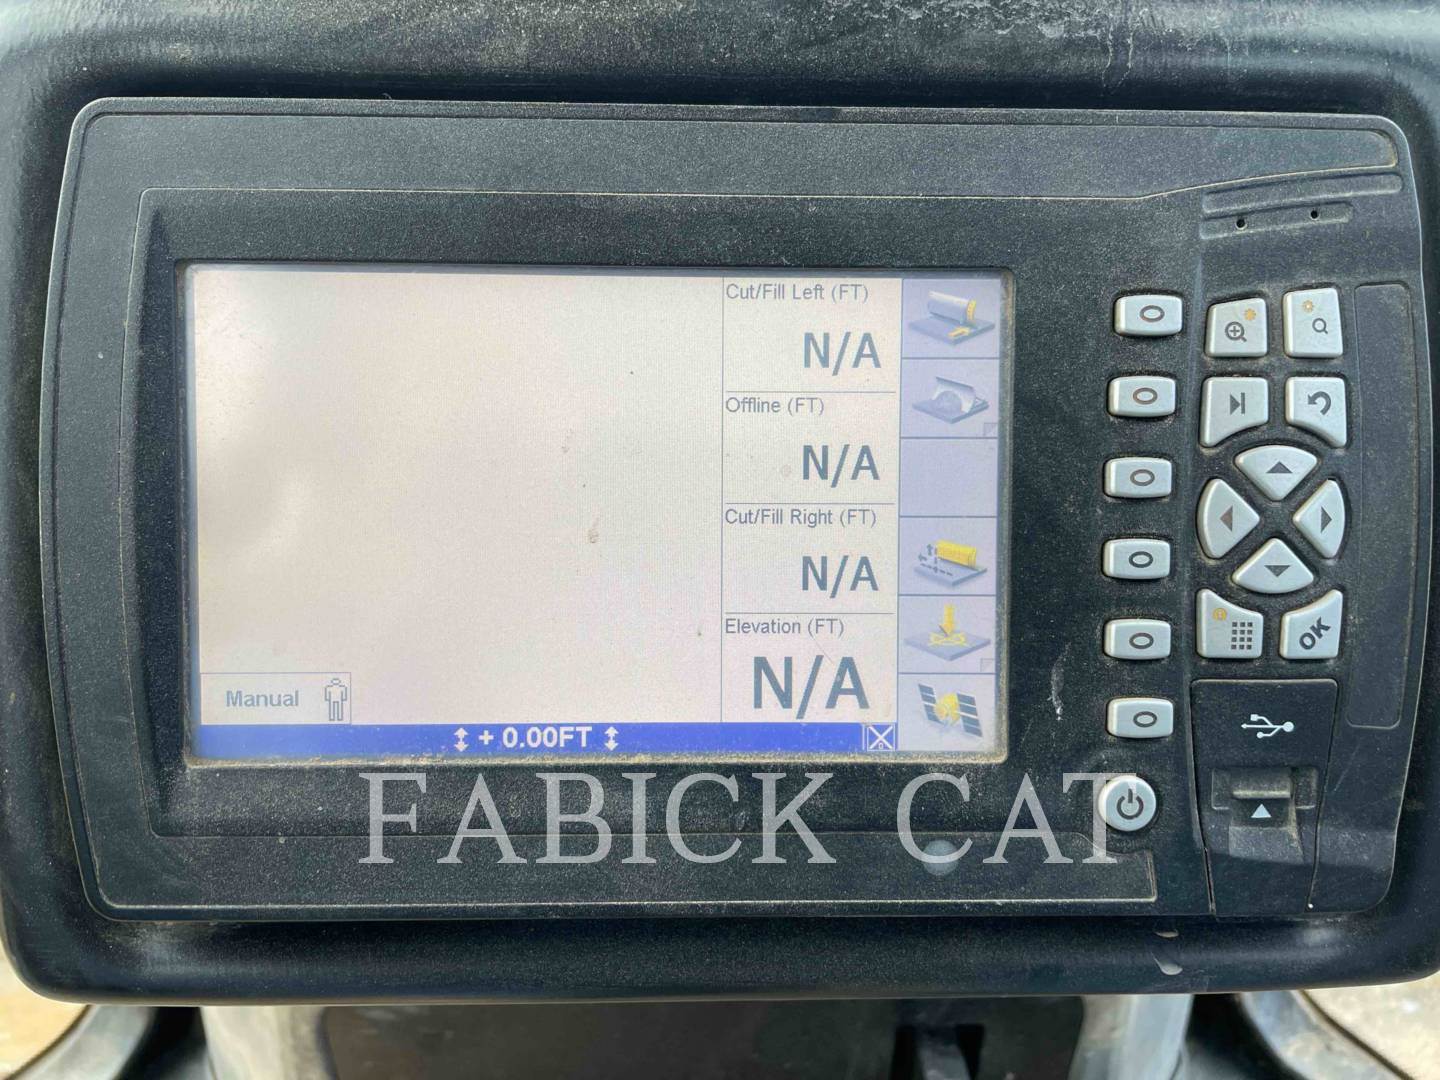 Cut/Fill Left (FT)
N/A
Offline (FT)
N/A
Cut/Fill Right (FT)
N/A
Elevation (FT)
N/A
Manual
+ 0.00FT
OK
FABICK CAT